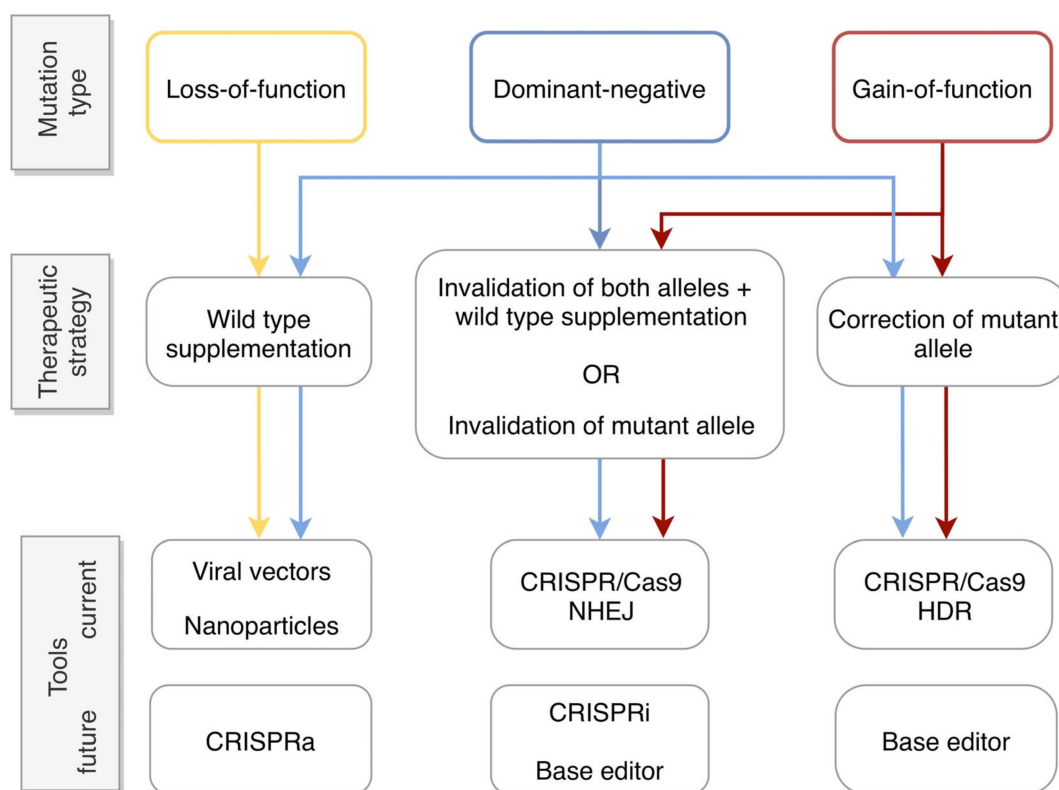 Mutation
type
Loss-of-function
Dominant-negative
Gain-of-function
Therapeutic
strategy
Wild type
supplementation
Invalidation of both alleles +
wild type supplementation
OR
Invalidation of mutant allele
Correction of mutant
allele
Tools
current
future
Viral vectors
Nanoparticles
CRISPR/Cas9
NHEJ
CRISPR/Cas9
HDR
CRISPRa
CRISPRi
Base editor
Base editor